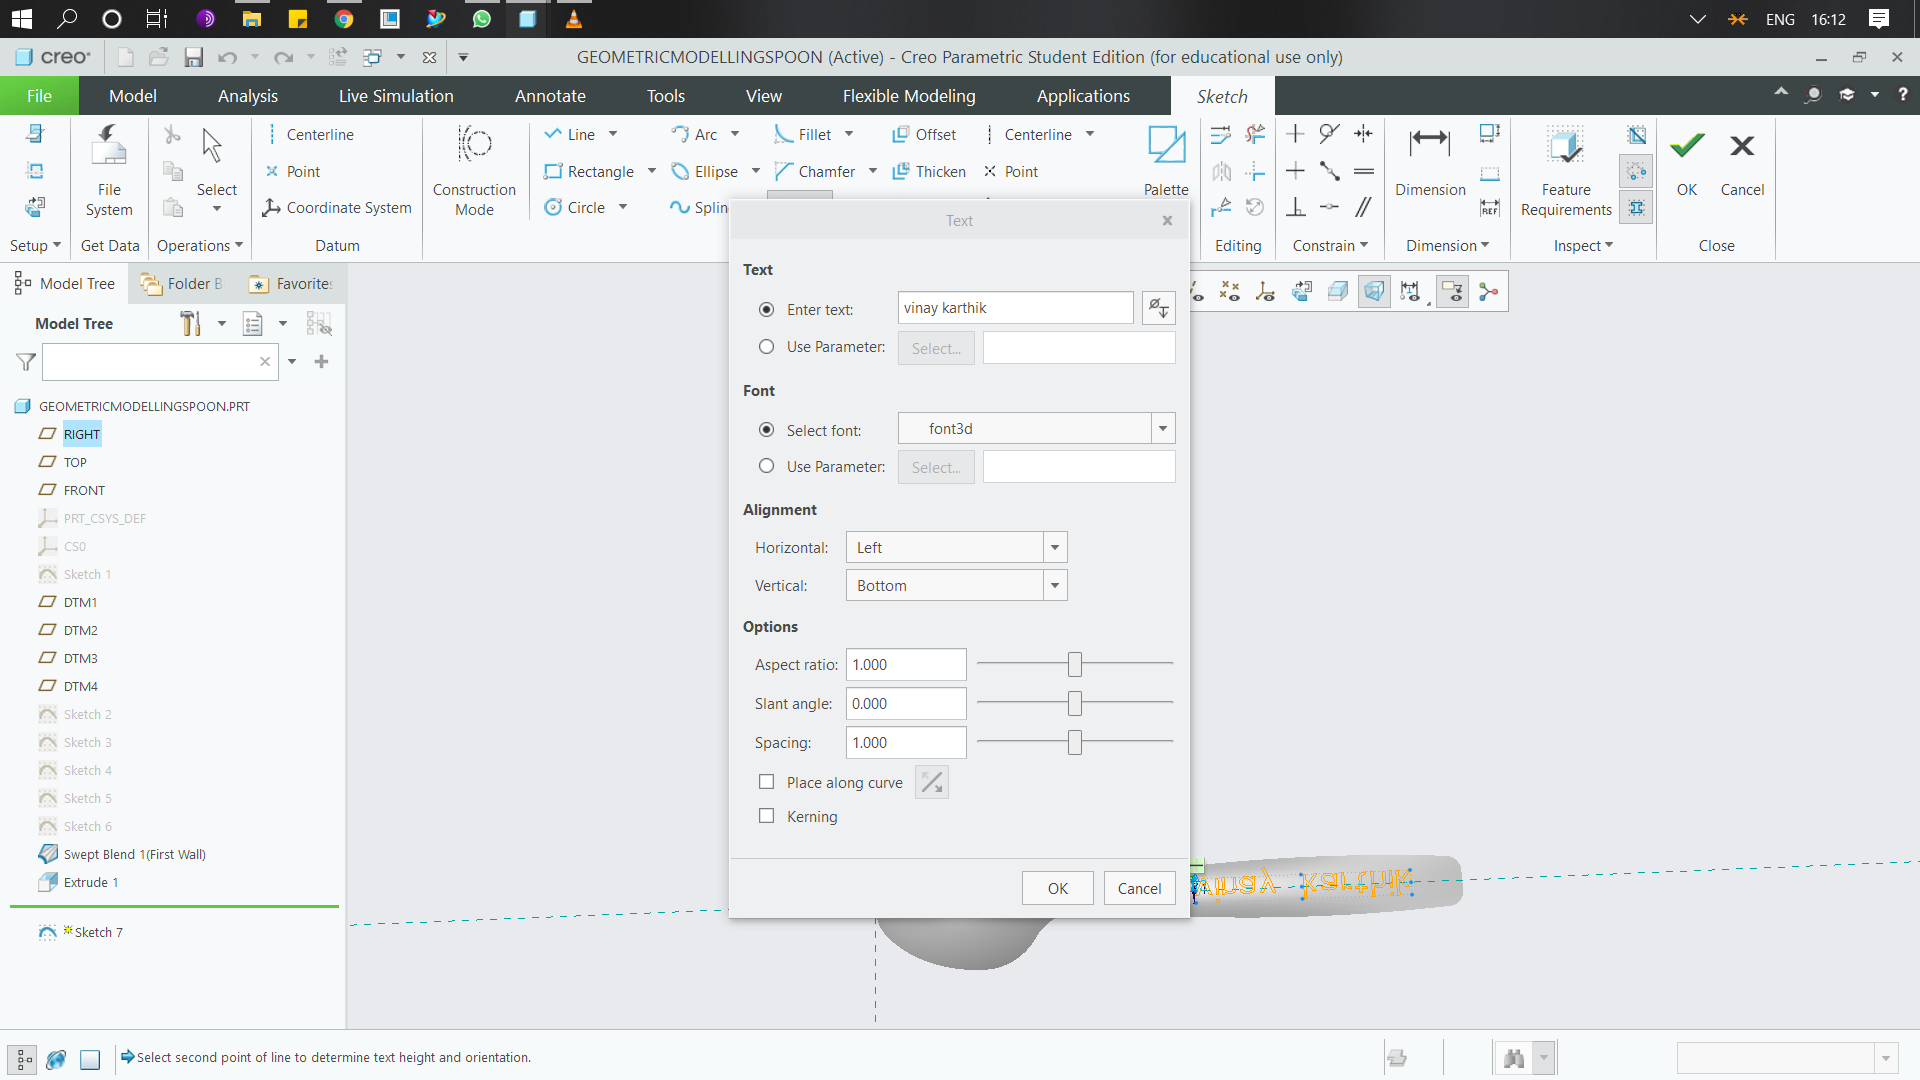 ENG 16:12
creo
GEOMETRICMODELLINGSPOON (Active) - Creo Parametric Student Edition (for educational use only)
File Model Analysis Live Simulation Annotate Tools View Flexible Modeling Applications Sketch
Setup
File System
Get Data
Select
Operations
Centerline
Point
Coordinate System
Datum
Construction Mode
Line Arc Fillet Offset Centerline
Rectangle Ellipse Chamfer Thicken Point
Circle Splin
Palette
Editing
Constrain
Dimension
REF
Dimension
Feature Requirements
Inspect
OK Cancel
Close
Model Tree Folder B Favorite
Model Tree
GEOMETRICMODELLINGSPOON.PRT
RIGHT
TOP
FRONT
PRT_CSYS_DEF
CS0
Sketch 1
DTM1
DTM2
DTM3
DTM4
Sketch 2
Sketch 3
Sketch 4
Sketch 5
Sketch 6
Swept Blend 1(First Wall)
Extrude 1
Sketch 7
Text
Text
Enter text: vinay karthik
Use Parameter: Select...
Font
Select font: font3d
Use Parameter: Select...
Alignment
Horizontal: Left
Vertical: Bottom
Options
Aspect ratio: 1.000
Slant angle: 0.000
Spacing: 1.000
Place along curve
Kerning
OK Cancel
vinay karthik
Select second point of line to determine text height and orientation.